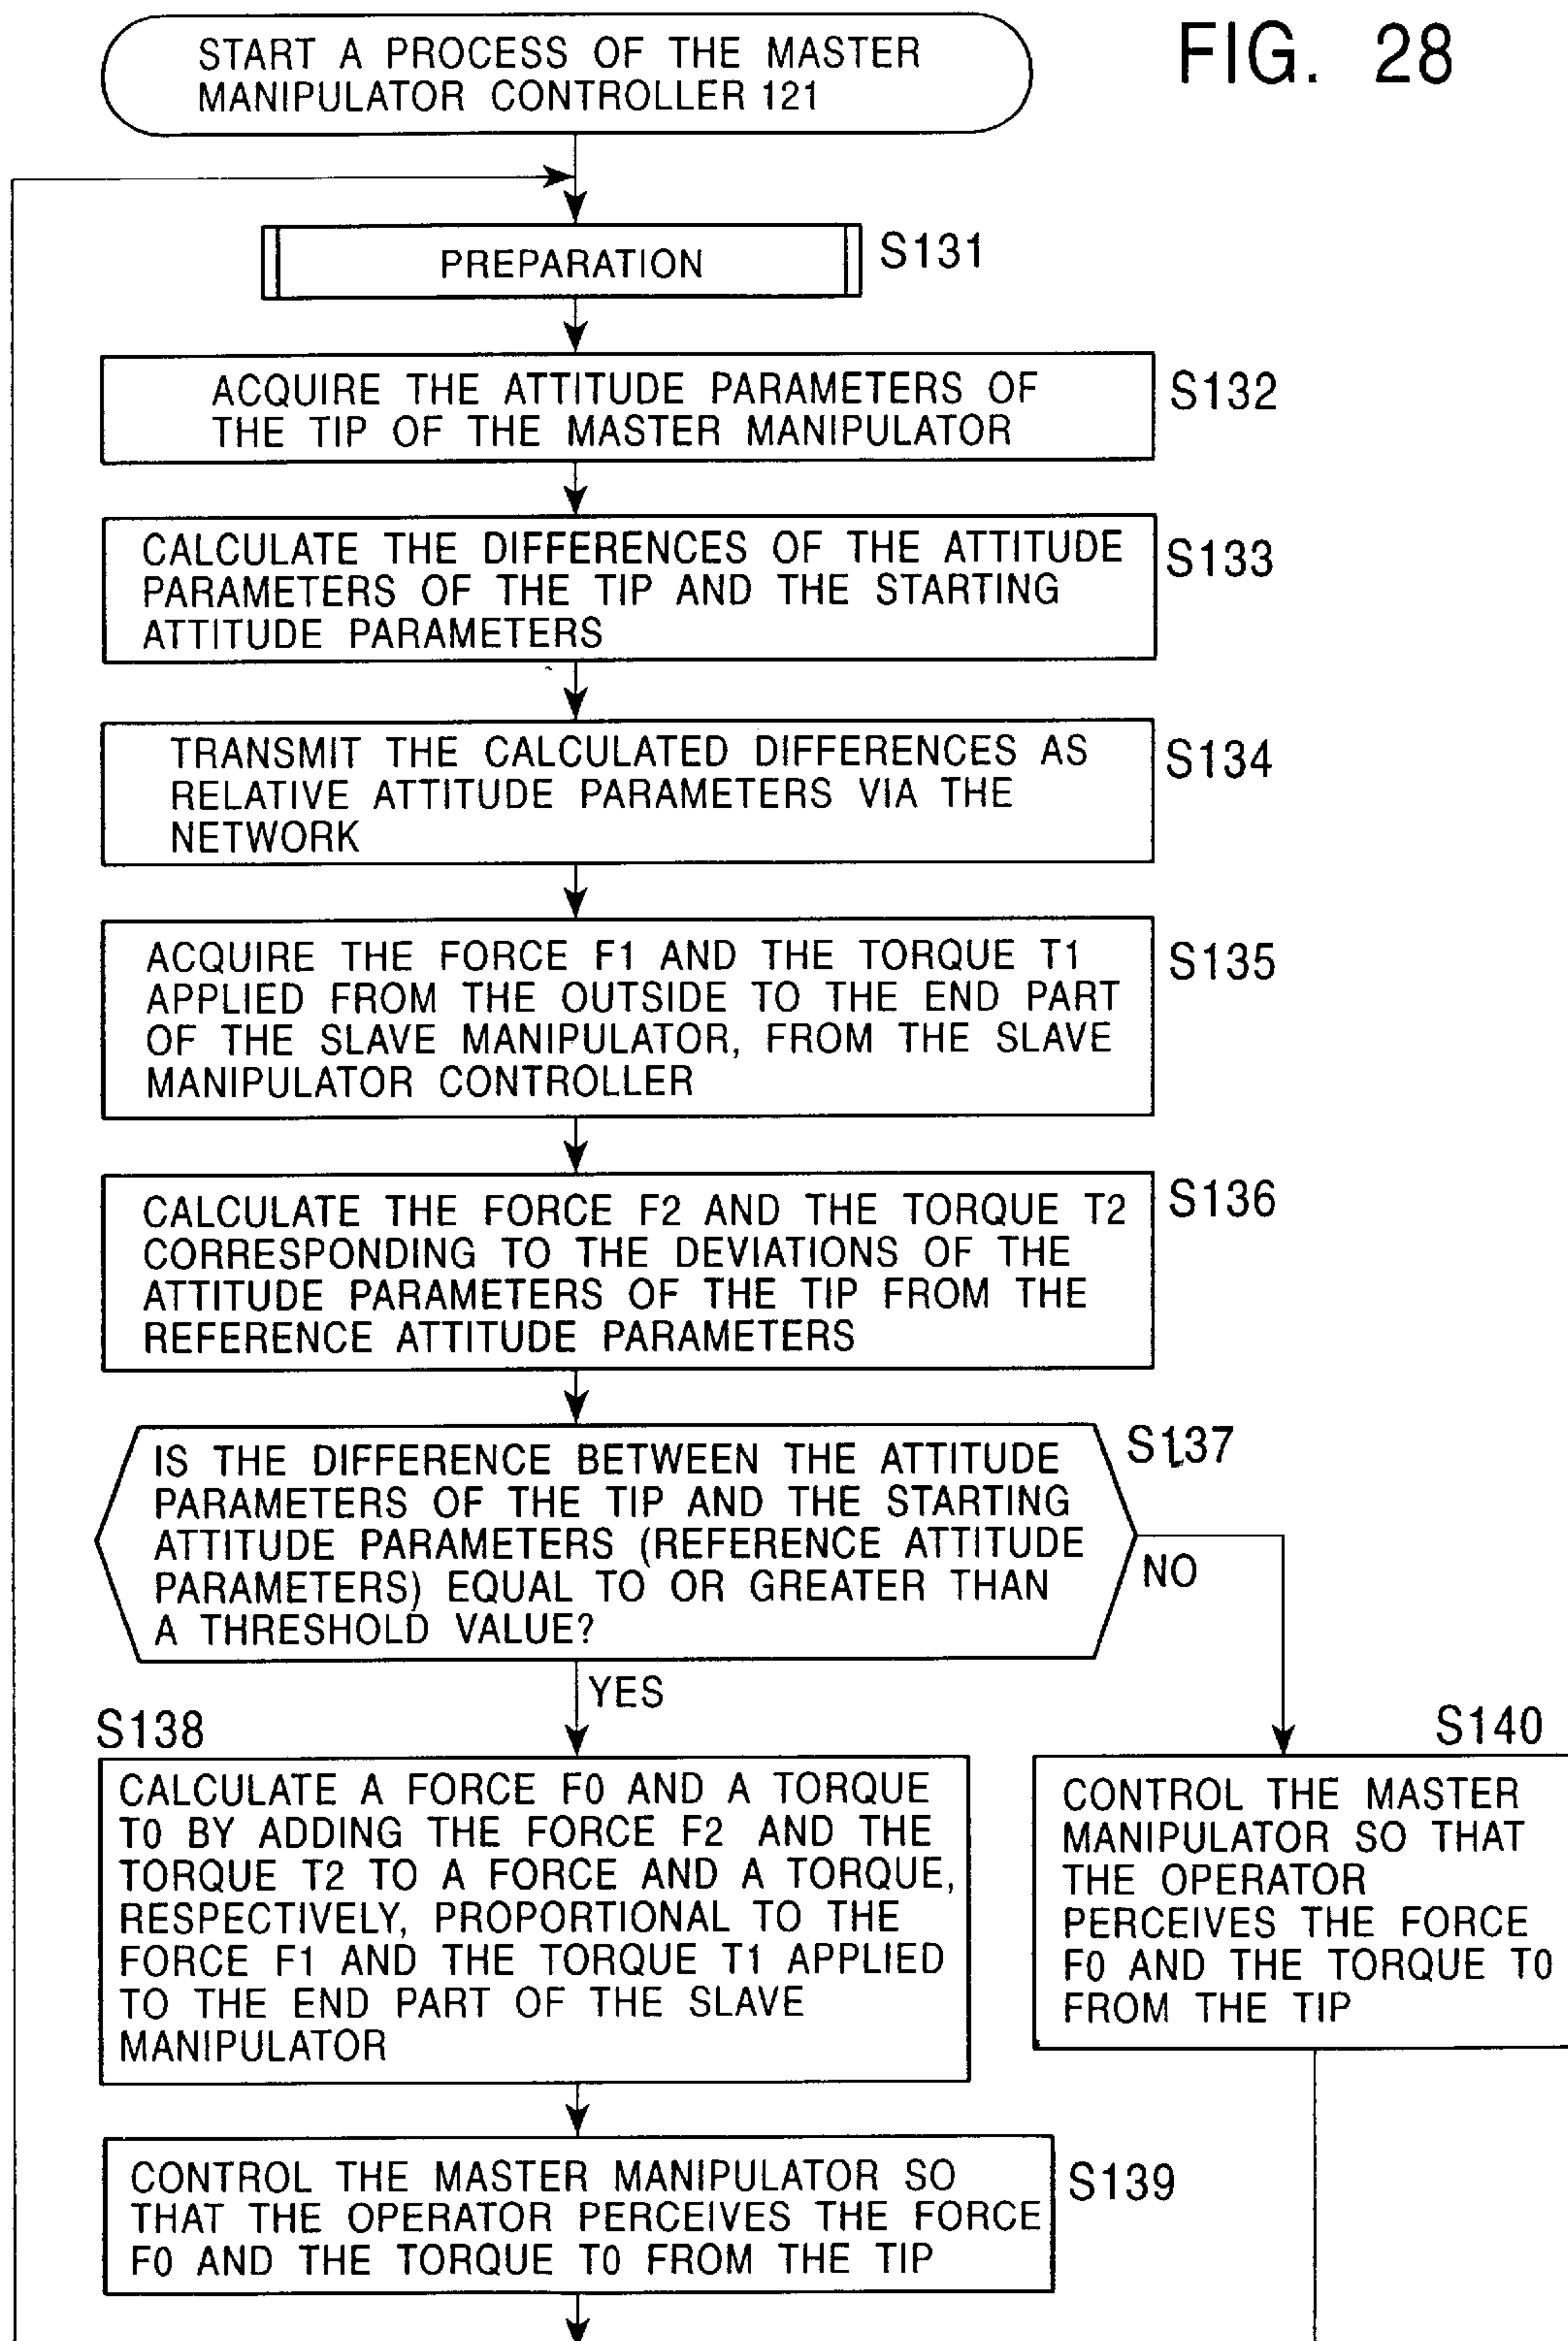 START A PROCESS OF THE MASTER
MANIPULATOR CONTROLLER 121
FIG. 28
PREPARATION
S131
ACQUIRE THE ATTITUDE PARAMETERS OF
THE TIP OF THE MASTER MANIPULATOR
S132
CALCULATE THE DIFFERENCES OF THE ATTITUDE
PARAMETERS OF THE TIP AND THE STARTING
ATTITUDE PARAMETERS
S133
TRANSMIT THE CALCULATED DIFFERENCES AS
RELATIVE ATTITUDE PARAMETERS VIA THE
NETWORK
S134
ACQUIRE THE FORCE F1 AND THE TORQUE T1
APPLIED FROM THE OUTSIDE TO THE END PART
OF THE SLAVE MANIPULATOR, FROM THE SLAVE
MANIPULATOR CONTROLLER
S135
CALCULATE THE FORCE F2 AND THE TORQUE T2
CORRESPONDING TO THE DEVIATIONS OF THE
ATTITUDE PARAMETERS OF THE TIP FROM THE
REFERENCE ATTITUDE PARAMETERS
S136
IS THE DIFFERENCE BETWEEN THE ATTITUDE
PARAMETERS OF THE TIP AND THE STARTING
ATTITUDE PARAMETERS (REFERENCE ATTITUDE
PARAMETERS) EQUAL TO OR GREATER THAN
A THRESHOLD VALUE?
S137
NO
YES
S138
CALCULATE A FORCE F0 AND A TORQUE
T0 BY ADDING THE FORCE F2 AND THE
TORQUE T2 TO A FORCE AND A TORQUE,
RESPECTIVELY, PROPORTIONAL TO THE
FORCE F1 AND THE TORQUE T1 APPLIED
TO THE END PART OF THE SLAVE
MANIPULATOR
S140
CONTROL THE MASTER
MANIPULATOR SO THAT
THE OPERATOR
PERCEIVES THE FORCE
F0 AND THE TORQUE T0
FROM THE TIP
CONTROL THE MASTER MANIPULATOR SO
THAT THE OPERATOR PERCEIVES THE FORCE
F0 AND THE TORQUE T0 FROM THE TIP
S139